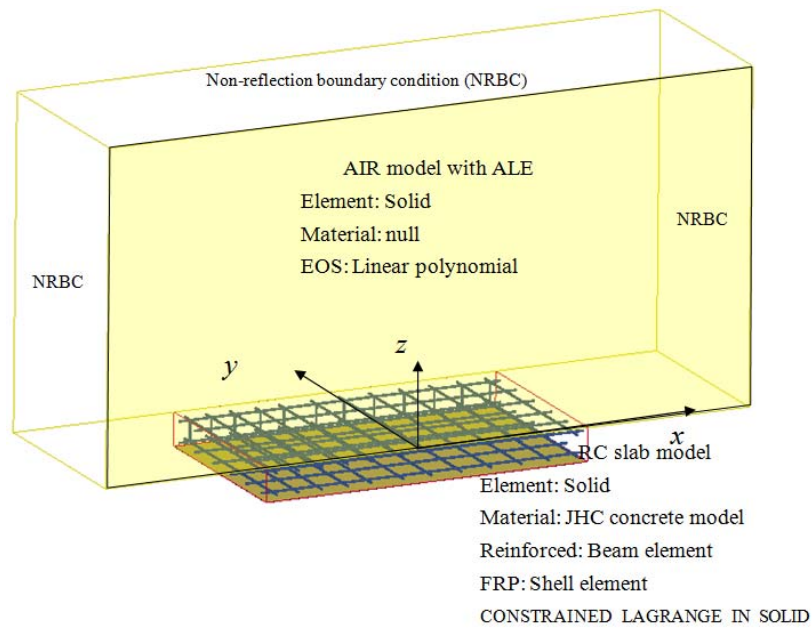 Non-reflection boundary condition (NRBC)
AIR model with ALE
Element: Solid
Material: null
EOS: Linear polynomial
NRBC
NRBC
z
y
x
RC slab model
Element: Solid
Material: JHC concrete model
Reinforced: Beam element
FRP: Shell element
CONSTRAINED LAGRANGE IN SOLID